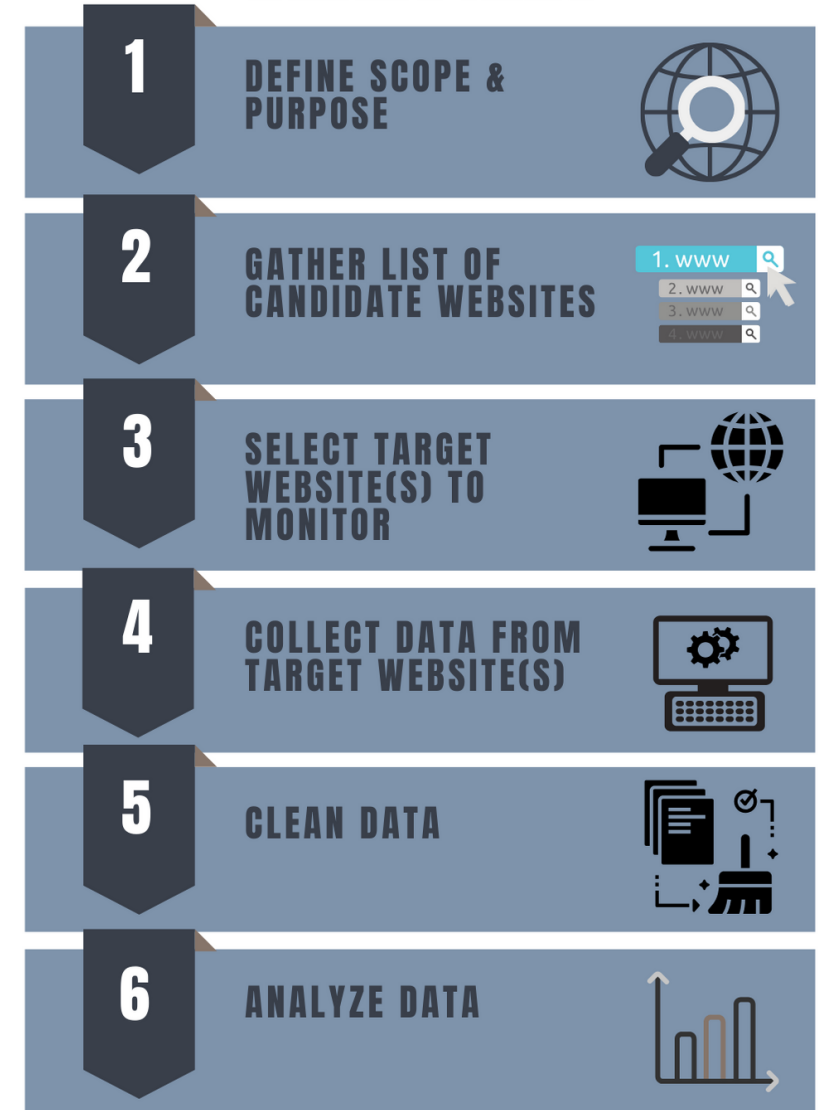 1
DEFINE SCOPE &
PURPOSE
2
GATHER LIST OF
CANDIDATE WEBSITES
1. www
2. www
3. www
4. www
3
SELECT TARGET
WEBSITE(S) TO
MONITOR
4
COLLECT DATA FROM
TARGET WEBSITE(S)
5
CLEAN DATA
6
ANALYZE DATA